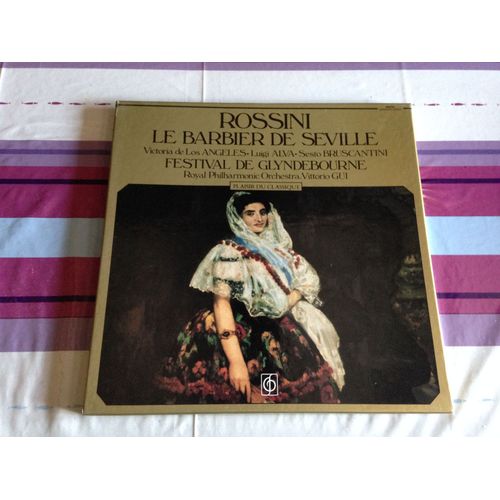 ROSSINI
LE BARBIER DE SEVILLE
Victoria de Los ANGELES • Luigi ALVA • Sesto BRUSCANTINI
FESTIVAL DE GLYNDEBOURNE
Royal Philharmonic Orchestra. Vittorio GUI
PLAISIR DU CLASSIQUE